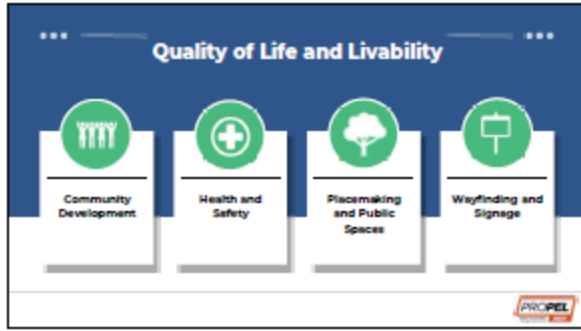 Quality of Life and Livability
Community
Development
Health and
Safety
Placemaking
and Public
Spaces
Wayfinding and
Signage
PROPEL